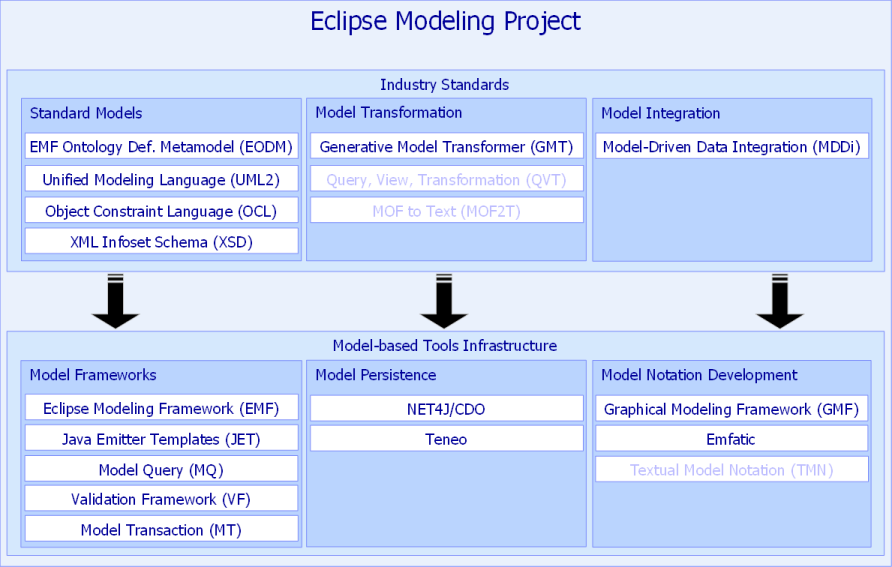 Eclipse Modeling Project
Industry Standards
Standard Models
EMF Ontology Def. Metamodel (EODM)
Unified Modeling Language (UML2)
Object Constraint Language (OCL)
XML Infoset Schema (XSD)
Model Transformation
Generative Model Transformer (GMT)
Query, View, Transformation (QVT)
MOF to Text (MOF2T)
Model Integration
Model-Driven Data Integration (MDDi)
Model-based Tools Infrastructure
Model Frameworks
Eclipse Modeling Framework (EMF)
Java Emitter Templates (JET)
Model Query (MQ)
Validation Framework (VF)
Model Transaction (MT)
Model Persistence
NET4J/CDO
Teneo
Model Notation Development
Graphical Modeling Framework (GMF)
Emfatic
Textual Model Notation (TMN)